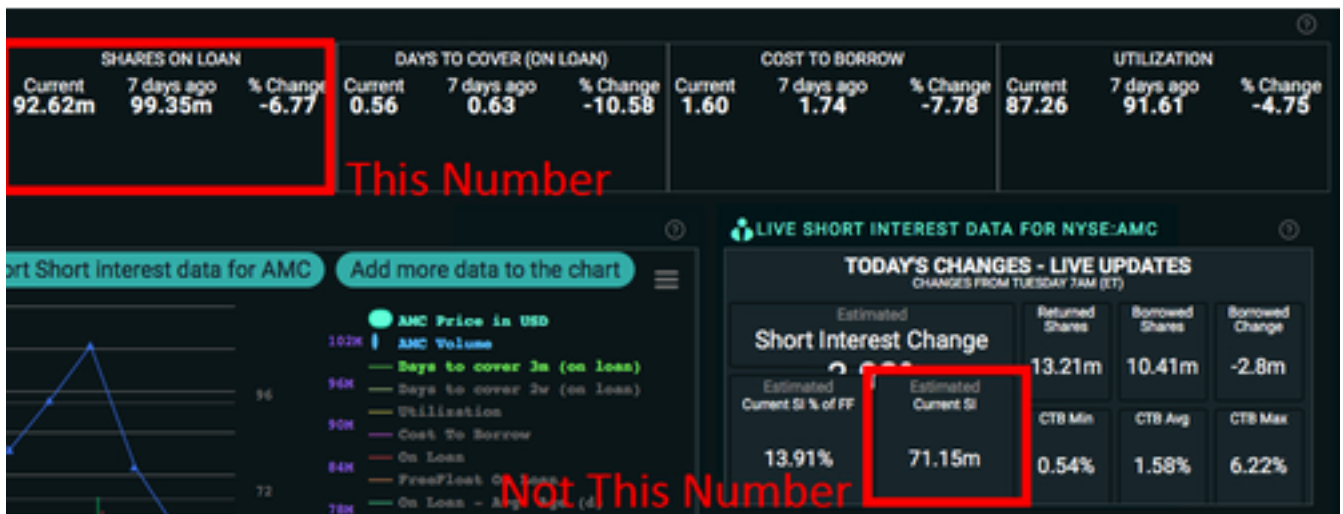 SHARES ON LOAN
Current 7 days ago % Change
92.62m 99.35m -6.77
DAYS TO COVER (ON LOAN)
Current 7 days ago % Change
0.56 0.63 -10.58
COST TO BORROW
Current 7 days ago % Change
1.60 1.74 -7.78
UTILIZATION
Current 7 days ago % Change
87.26 91.61 -4.75
This Number
ort Short interest data for AMC
Add more data to the chart
AMC Price in USD
AMC Volume
Days to cover 3m (on loan)
Days to cover 2w (on loan)
Utilization
Cost To Borrow
On Loan
FreeFloat On Loan
On Loan - Avg Age (d)
96
72
102M
96M
90M
84M
78M
LIVE SHORT INTEREST DATA FOR NYSE:AMC
TODAY'S CHANGES - LIVE UPDATES
CHANGES FROM TUESDAY 7AM (ET)
Estimated
Short Interest Change
Returned Shares
13.21m
Borrowed Shares
10.41m
Borrowed Change
-2.8m
Estimated
Current SI % of FF
13.91%
Estimated
Current SI
71.15m
CTB Min
0.54%
CTB Avg
1.58%
CTB Max
6.22%
Not This Number